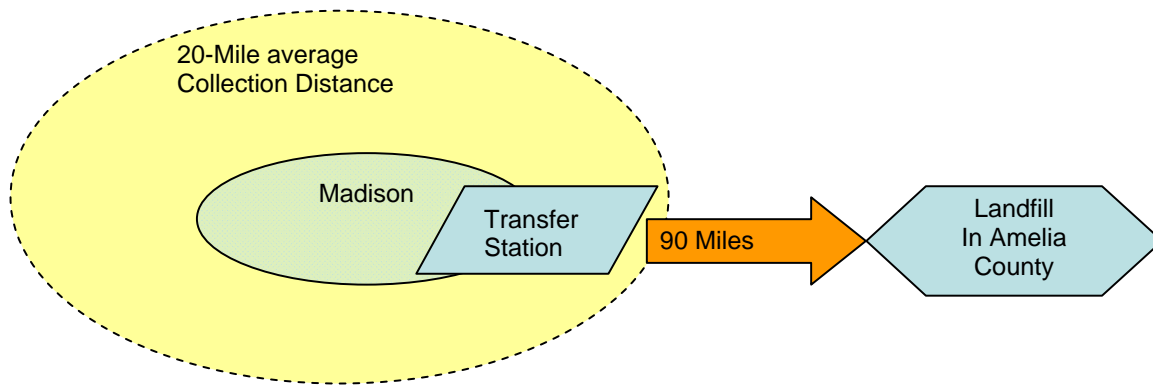 20-Mile average
Collection Distance
Madison
Transfer
Station
90 Miles
Landfill
In Amelia
County